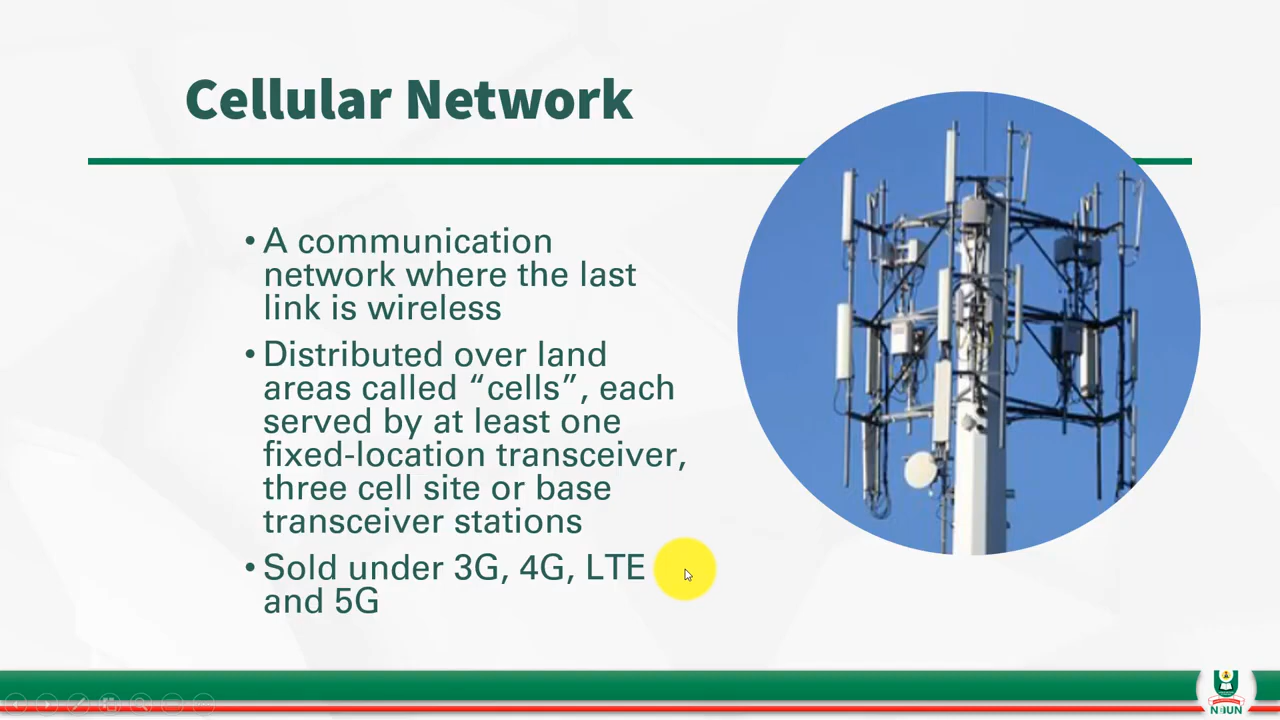 Cellular Network
• A communication
network where the last
link is wireless
• Distributed over land
areas called “cells”, each
served by at least one
fixed-location transceiver,
three cell site or base
transceiver stations
• Sold under 3G, 4G, LTE
and 5G
NOUN